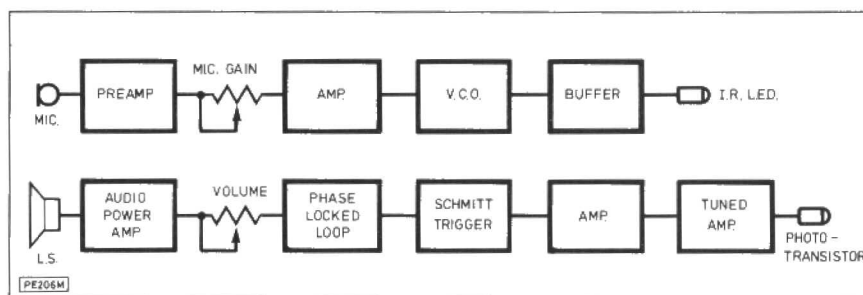 MIC.
PREAMP
MIC. GAIN
AMP.
V.C.O.
BUFFER
I.R. L.E.D.
L.S.
AUDIO
POWER
AMP.
VOLUME
PHASE
LOCKED
LOOP
SCHMITT
TRIGGER
AMP.
TUNED
AMP.
PHOTO -
TRANSISTOR
PE206M